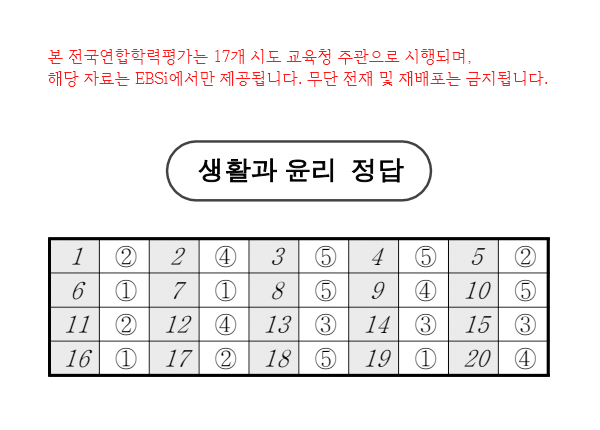 본 전국연합학력평가는 17개 시도 교육청 주관으로 시행되며,
해당 자료는 EBSi에서만 제공됩니다. 무단 전재 및 재배포는 금지됩니다.
생활과 윤리 정답
1 ② 2 ④ 3 ⑤ 4 ⑤ 5 ②
6 ① 7 ① 8 ⑤ 9 ④ 10 ⑤
11 ② 12 ④ 13 ③ 14 ③ 15 ③
16 ① 17 ② 18 ⑤ 19 ① 20 ④